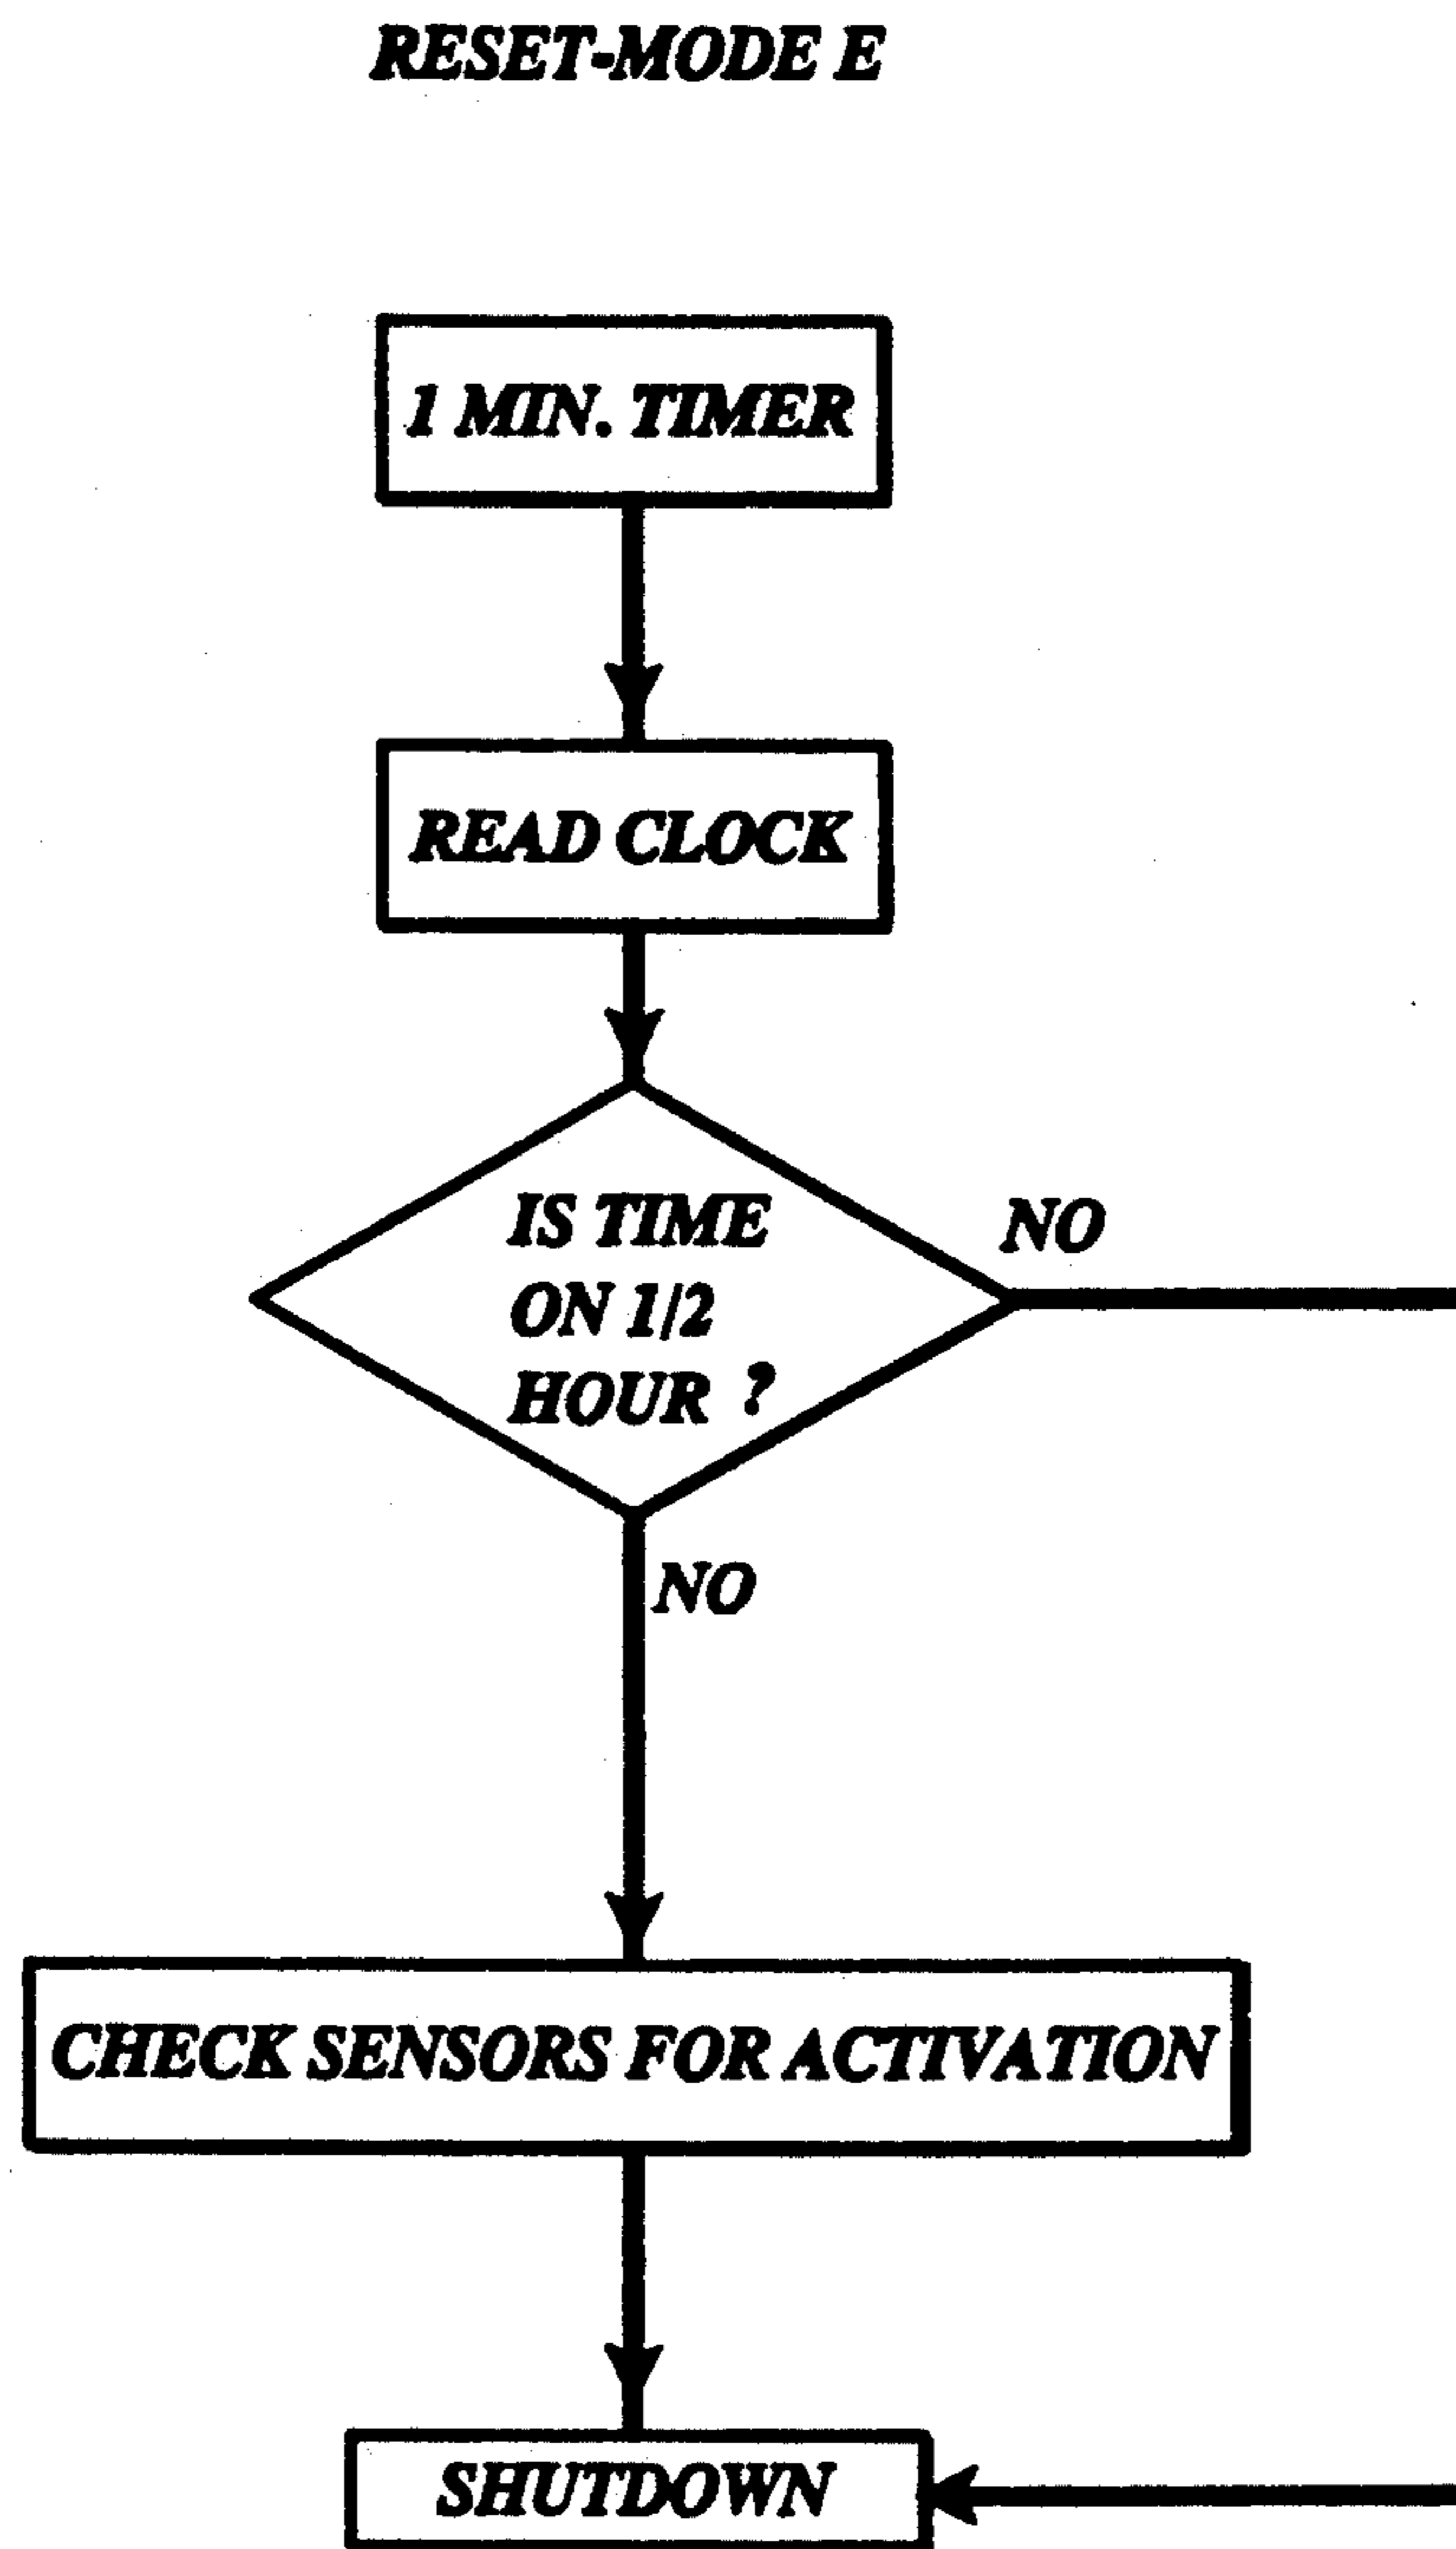 RESET-MODE E
1 MIN. TIMER
READ CLOCK
IS TIME
ON 1/2
HOUR ?
NO
NO
CHECK SENSORS FOR ACTIVATION
SHUTDOWN